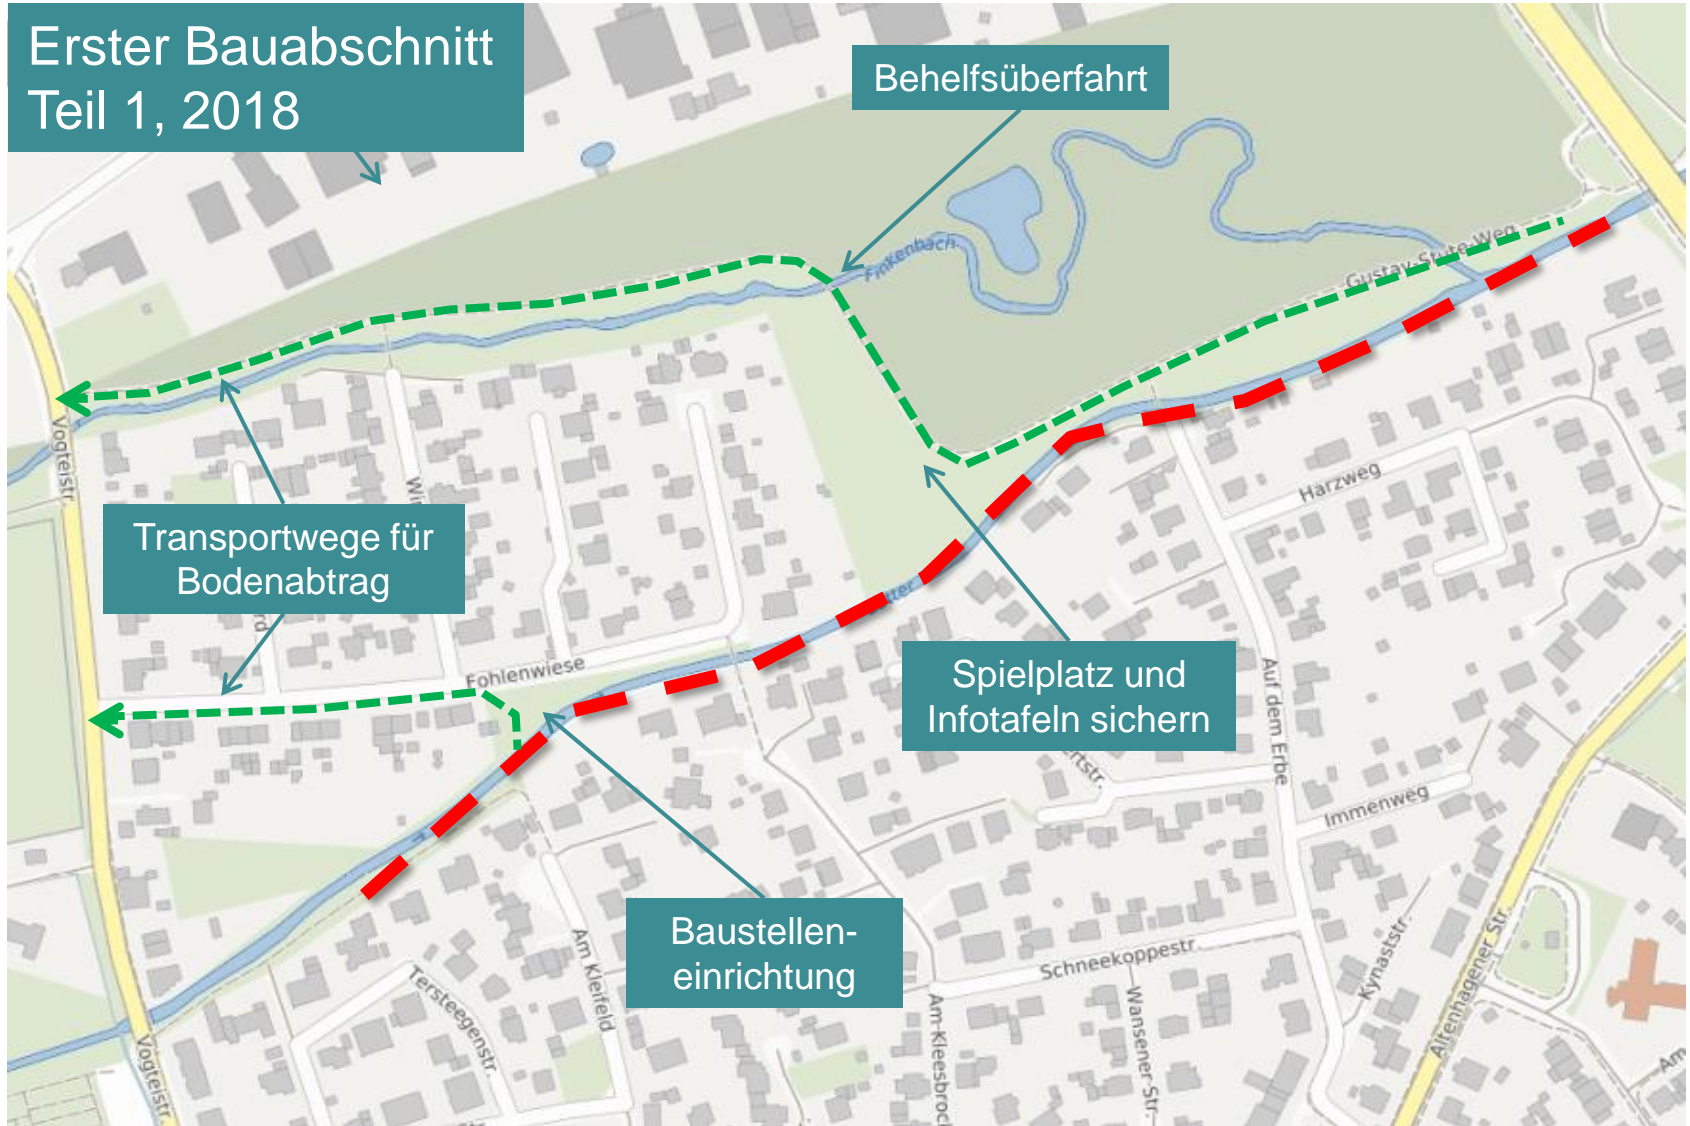 Erster Bauabschnitt
Teil 1, 2018
Behelfsüberfahrt
Finkenbach
Gustav-Stute-Weg
Vogteistr.
Harzweg
Transportwege für
Bodenabtrag
Fohlenwiese
Spielplatz und
Infotafeln sichern
Auf dem Erbe
Immenweg
Baustellen-
einrichtung
Am Kleifeld
Tersteegenstr.
Schneekoppestr.
Wansener Str.
Kynaststr.
Altenhagener Str.
Vogteistr.